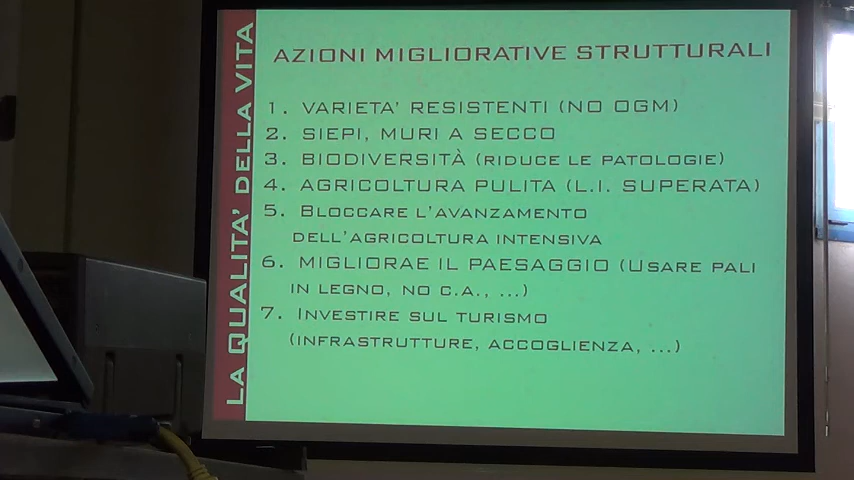 LA QUALITA' DELLA VITA
AZIONI MIGLIORATIVE STRUTTURALI
1. VARIETA' RESISTENTI (NO OGM)
2. SIEPI, MURI A SECCO
3. BIODIVERSITÀ (RIDUCE LE PATOLOGIE)
4. AGRICOLTURA PULITA (L.I. SUPERATA)
5. BLOCCARE L'AVANZAMENTO
DELL'AGRICOLTURA INTENSIVA
6. MIGLIORAE IL PAESAGGIO (USARE PALI
IN LEGNO, NO C.A., ...)
7. INVESTIRE SUL TURISMO
(INFRASTRUTTURE, ACCOGLIENZA, ...)